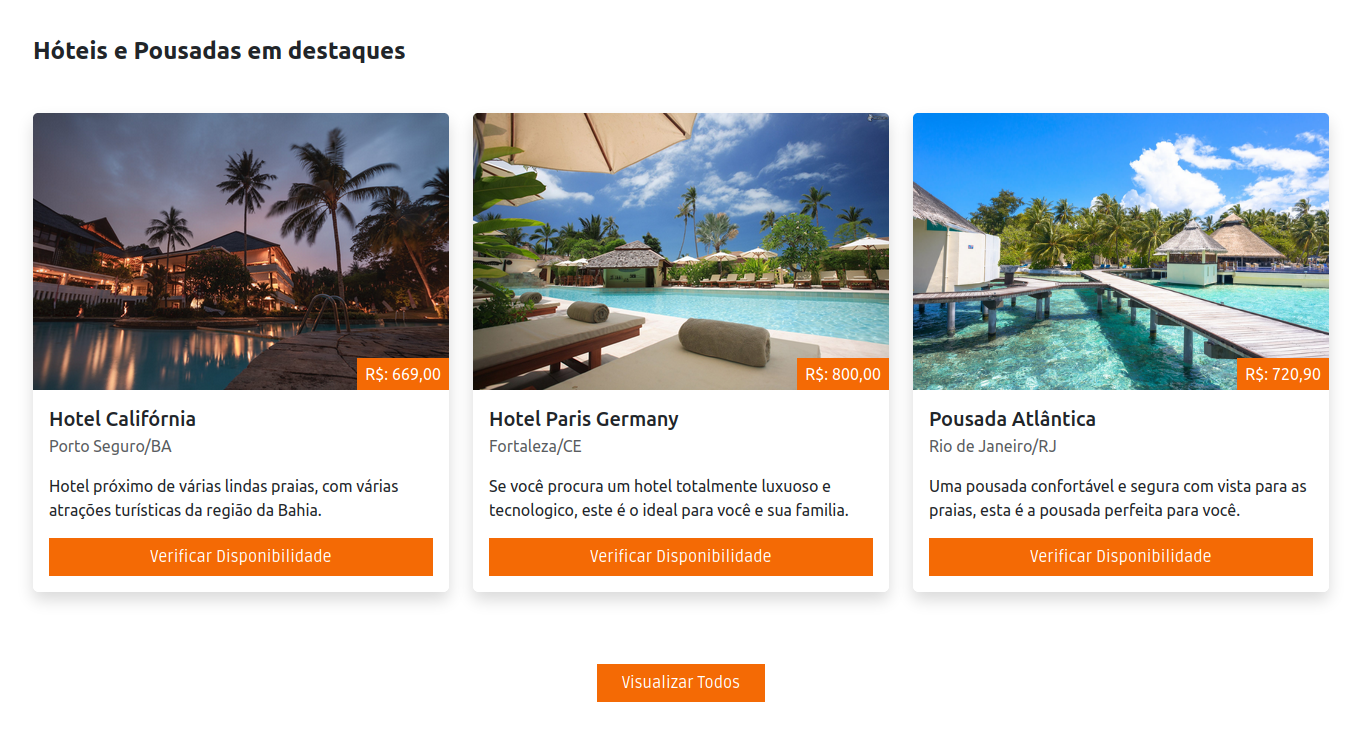 Hóteis e Pousadas em destaques
R$: 669,00
Hotel Califórnia
Porto Seguro/BA
Hotel próximo de várias lindas praias, com várias
atrações turísticas da região da Bahia.
Verificar Disponibilidade
R$: 800,00
Hotel Paris Germany
Fortaleza/CE
Se você procura um hotel totalmente luxuoso e
tecnologico, este é o ideal para você e sua familia.
Verificar Disponibilidade
R$: 720,90
Pousada Atlântica
Rio de Janeiro/RJ
Uma pousada confortável e segura com vista para as
praias, esta é a pousada perfeita para você.
Verificar Disponibilidade
Visualizar Todos